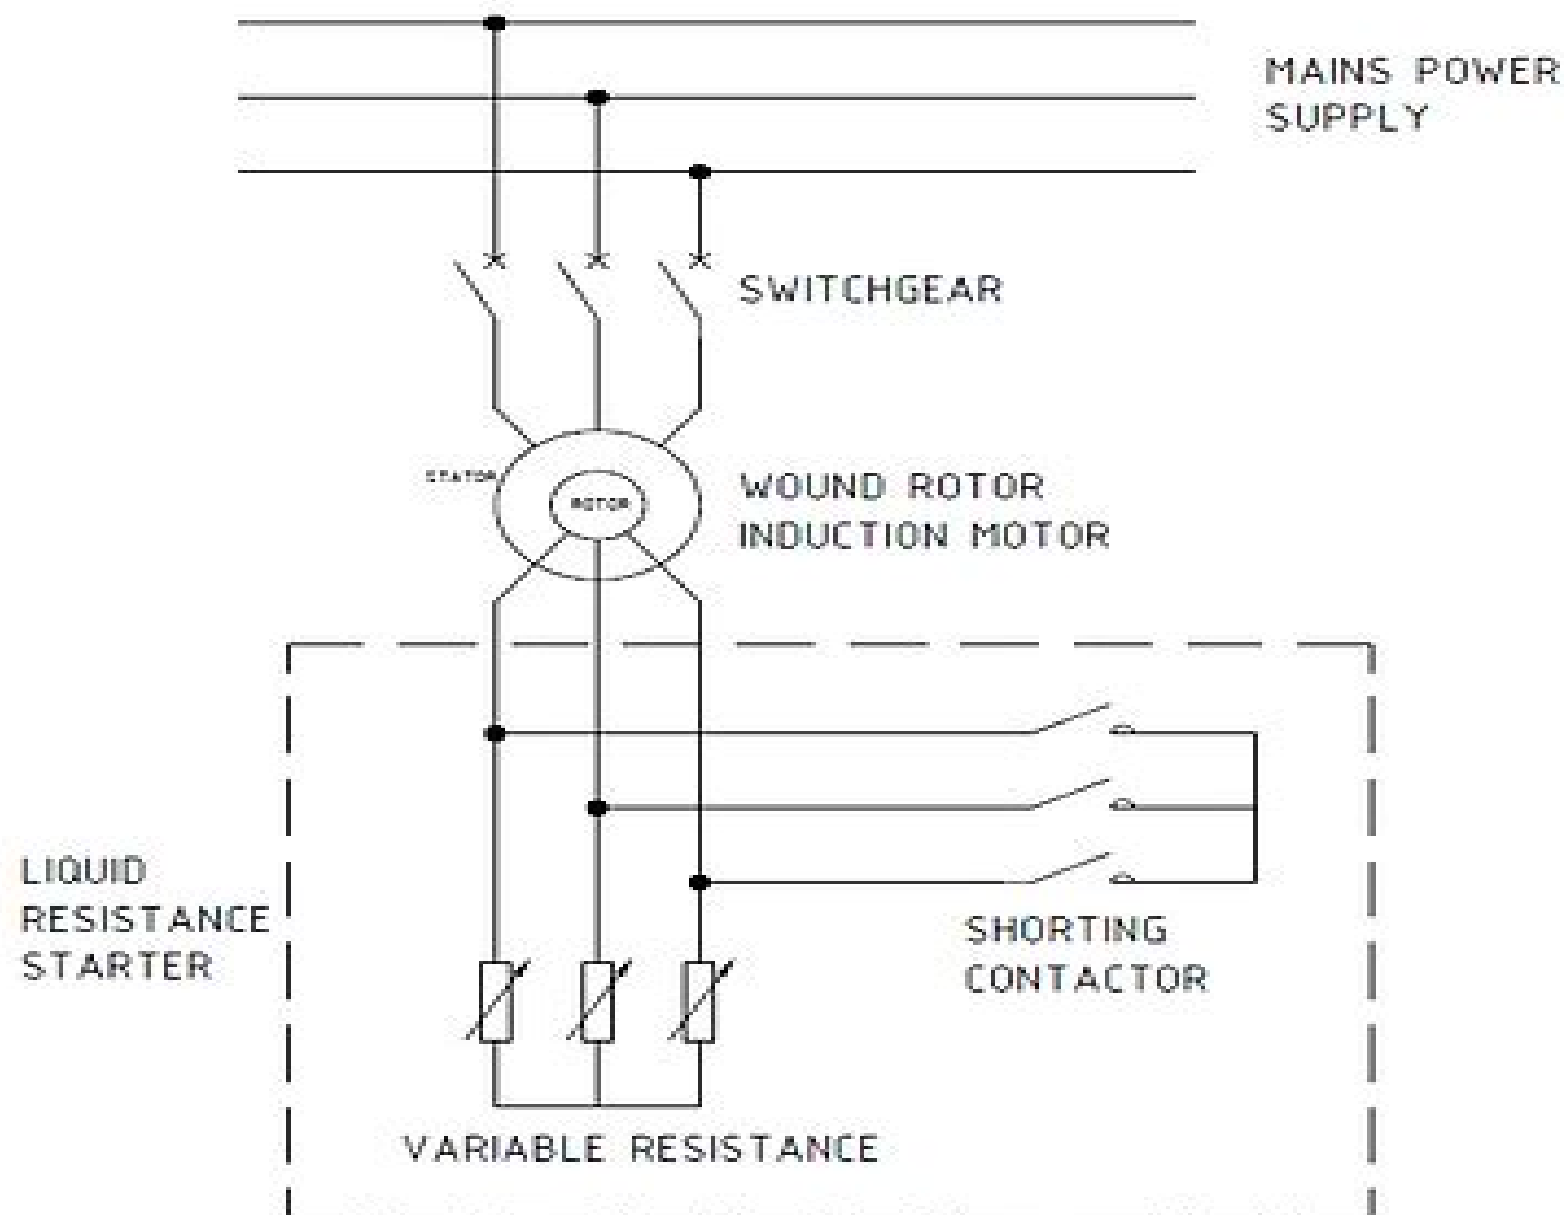 MAINS POWER
SUPPLY
SWITCHGEAR
STATOR
ROTOR
WOUND ROTOR
INDUCTION MOTOR
LIQUID
RESISTANCE
STARTER
SHORTING
CONTACTOR
VARIABLE RESISTANCE